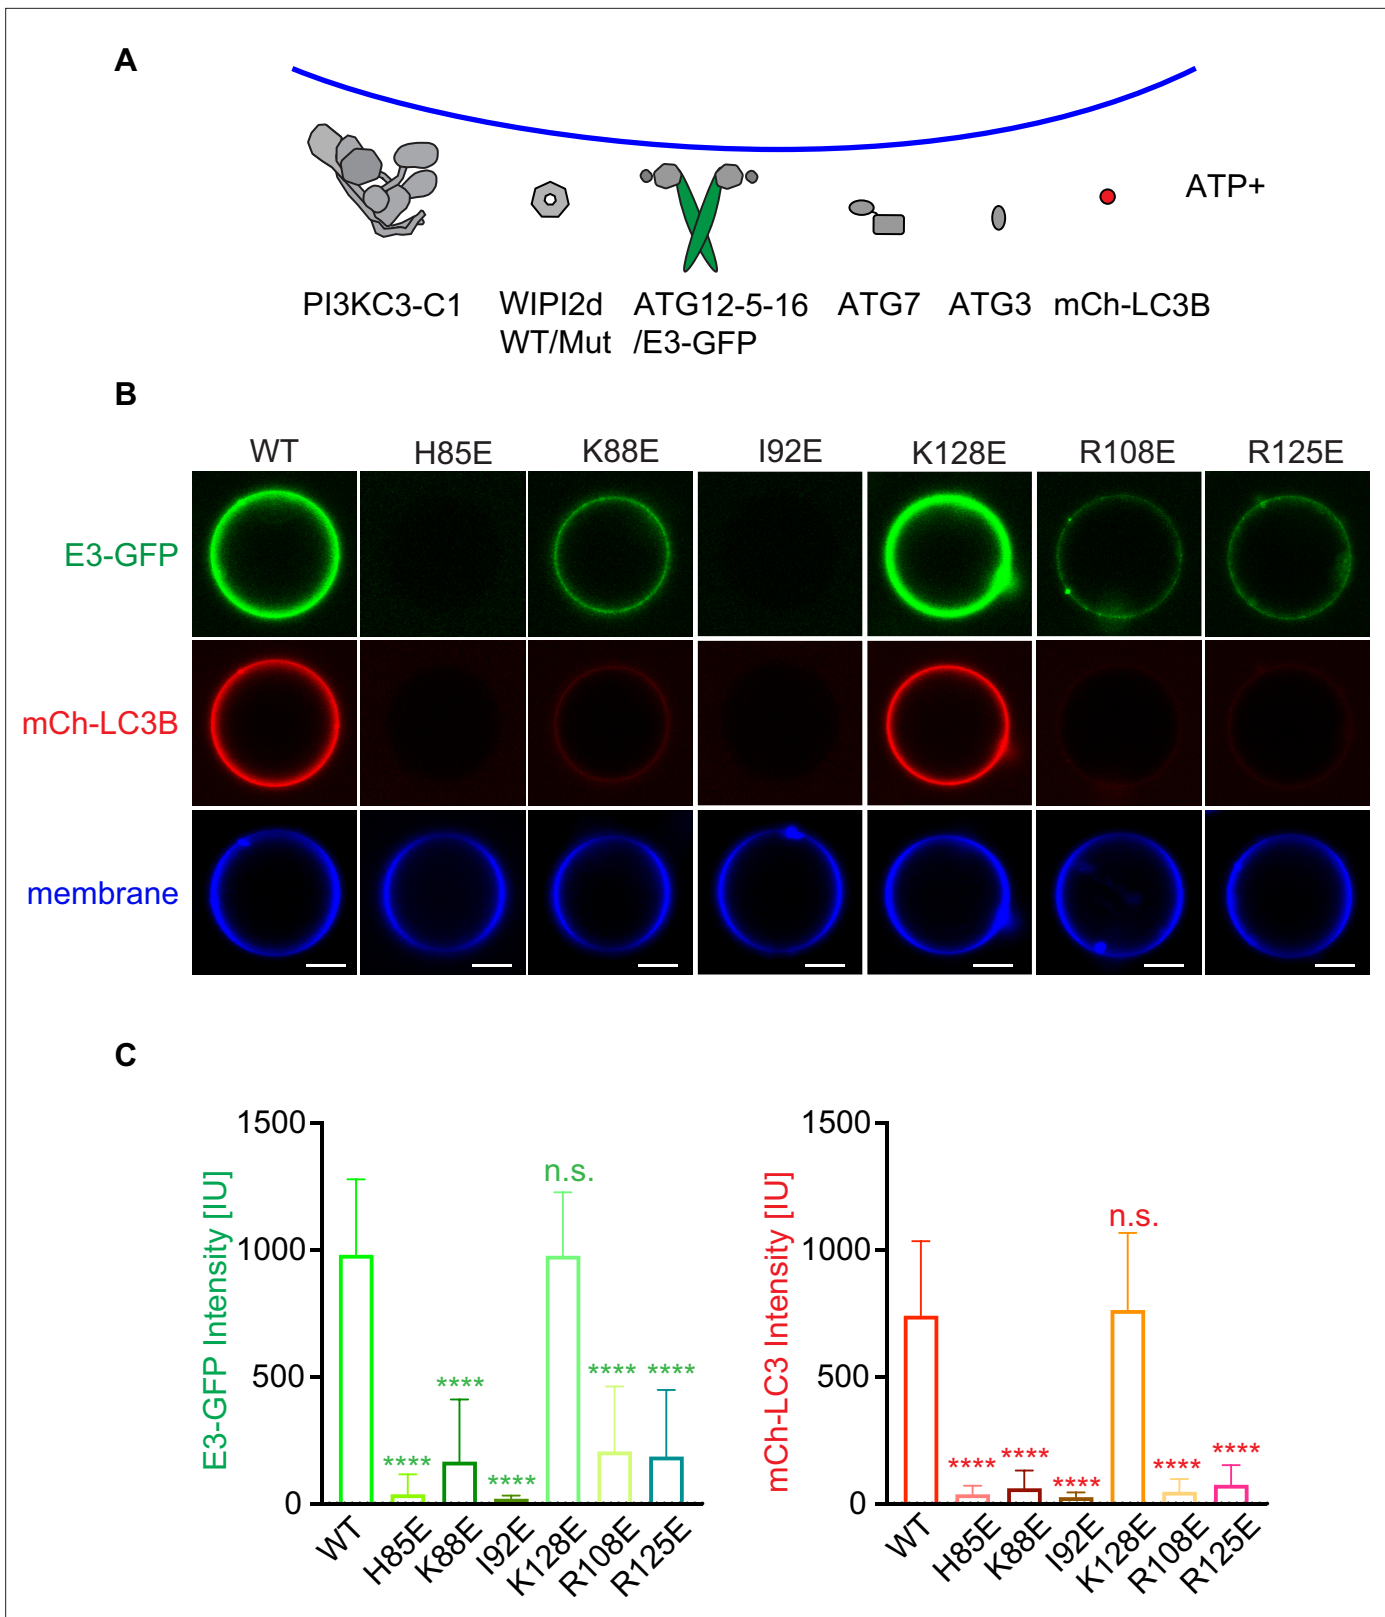 A
ATP+
PI3KC3-C1
WIPI2d
WT/Mut
ATG12-5-16
/E3-GFP
ATG7
ATG3
mCh-LC3B
B
WT
H85E
K88E
I92E
K128E
R108E
R125E
E3-GFP
mCh-LC3B
membrane
C
E3-GFP Intensity [IU]
1500
1000
500
0
****
****
****
n.s.
****
****
WT
H85E
K88E
I92E
K128E
R108E
R125E
mCh-LC3 Intensity [IU]
1500
1000
500
0
****
****
****
n.s.
****
****
WT
H85E
K88E
I92E
K128E
R108E
R125E